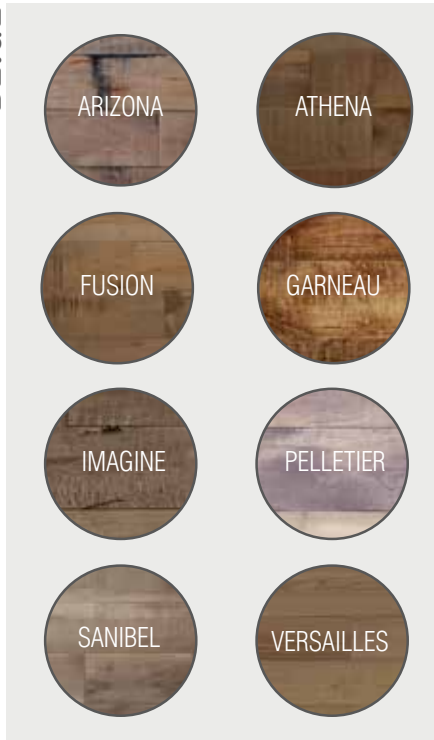 ARIZONA
ATHENA
FUSION
GARNEAU
IMAGINE
PELLETIER
SANIBEL
VERSAILLES